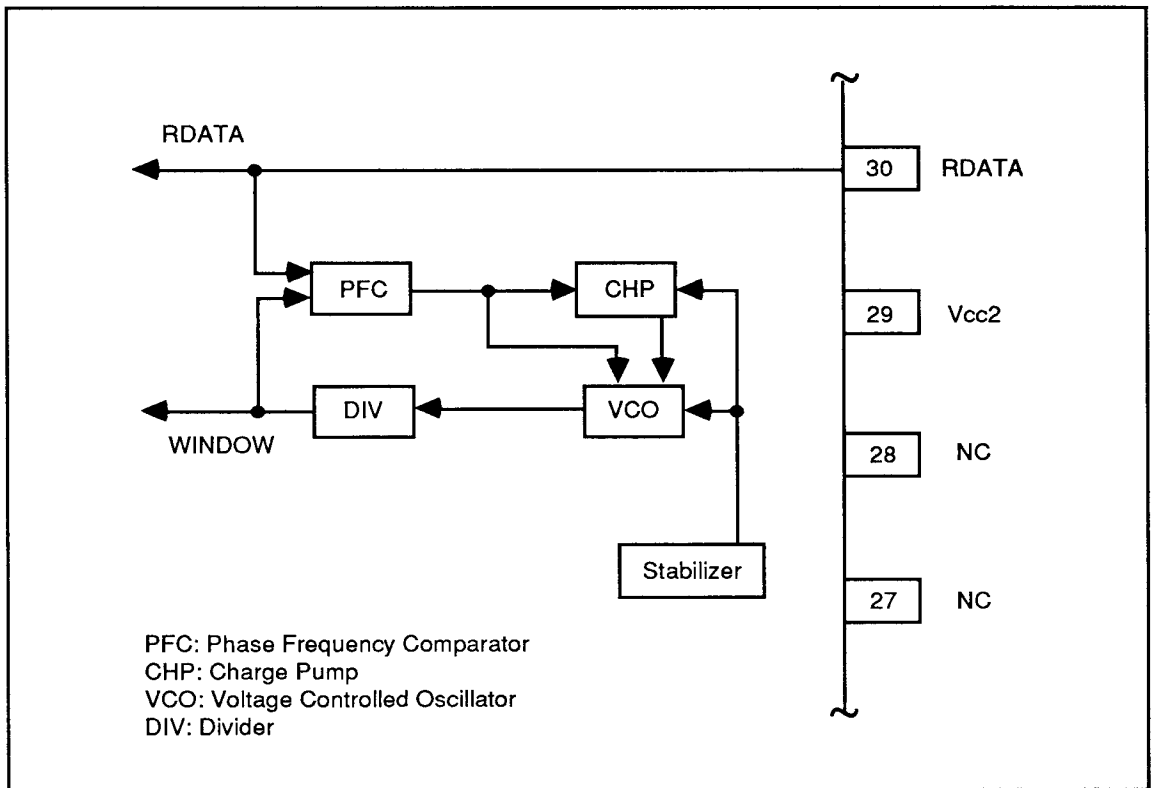 RDATA
30 RDATA
PFC CHP
29 Vcc2
DIV VCO
WINDOW
28 NC
Stabilizer
27 NC
PFC: Phase Frequency Comparator
CHP: Charge Pump
VCO: Voltage Controlled Oscillator
DIV: Divider